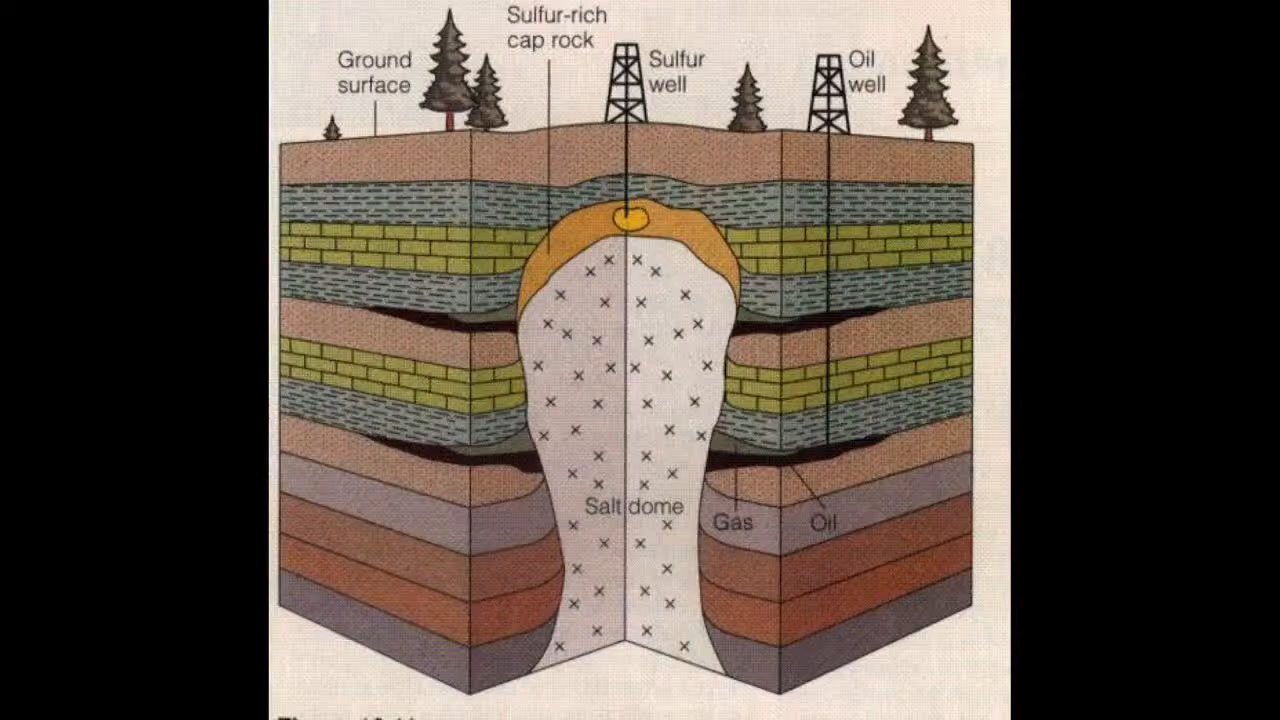 Sulfur-rich
cap rock
Ground
surface
Sulfur
well
Oil
well
Salt dome
Gas
Oil